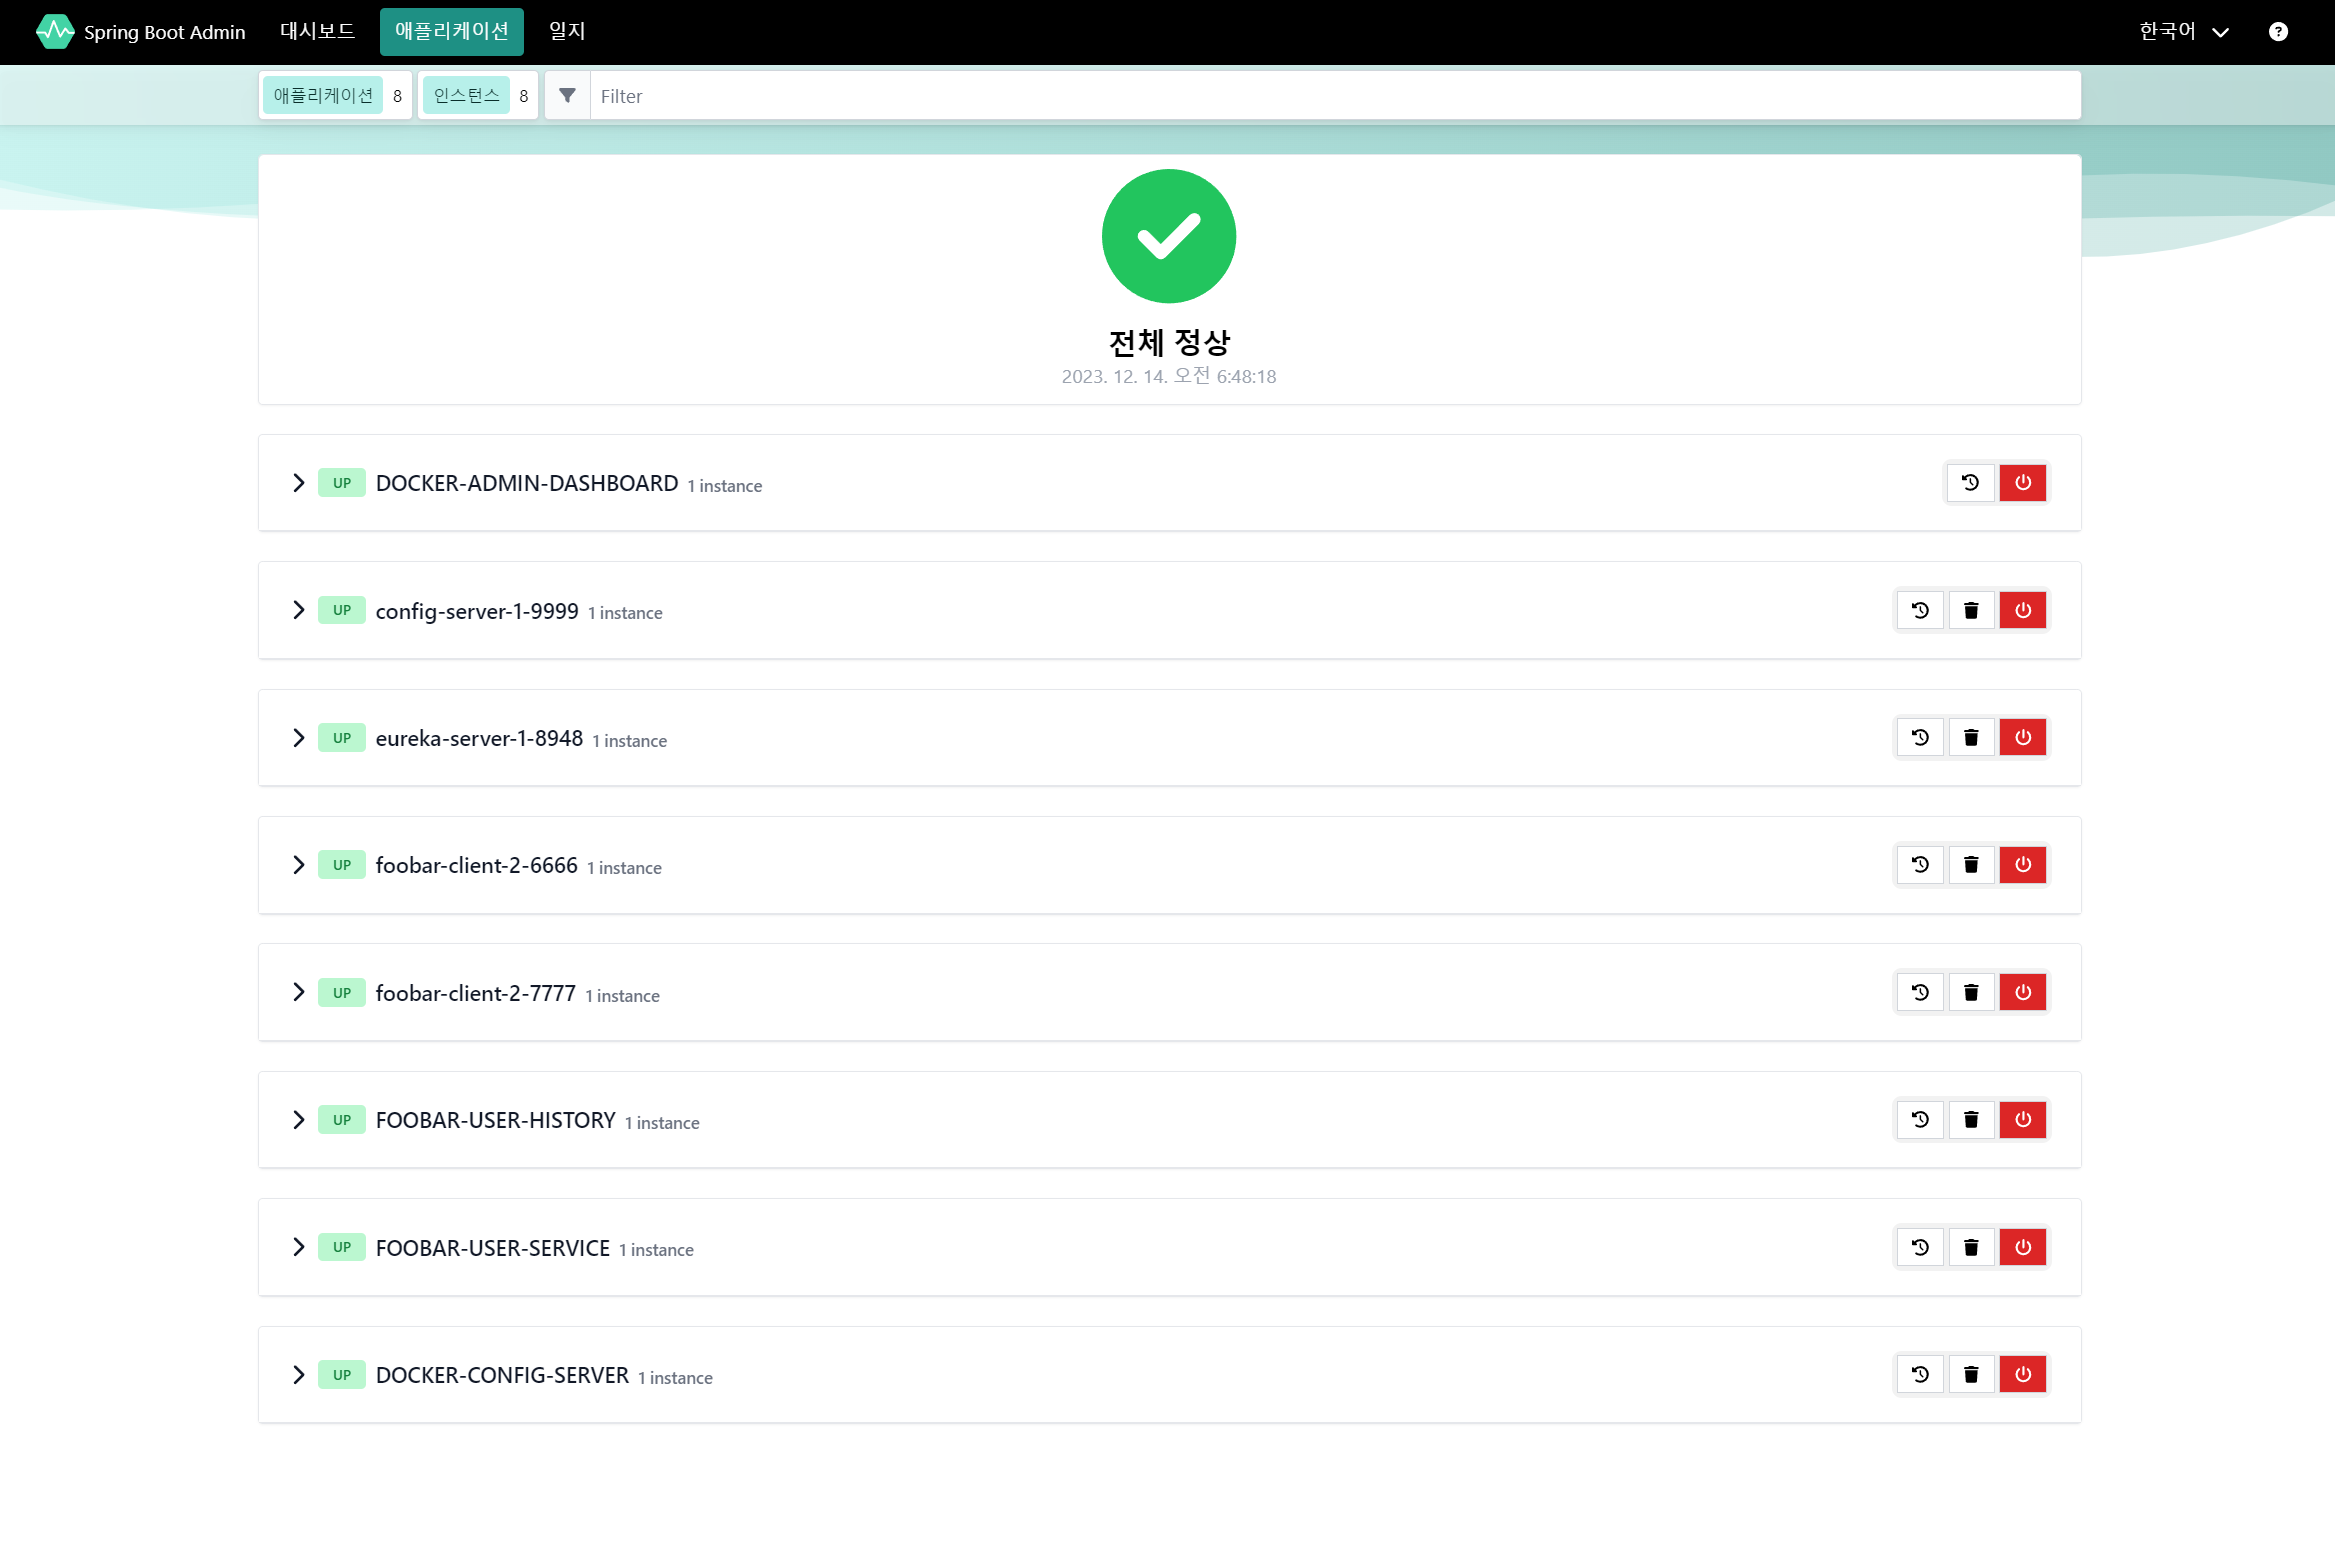 Spring Boot Admin 대시보드 애플리케이션 일지 한국어 ?
애플리케이션 8 인스턴스 8 Filter
전체 정상
2023. 12. 14. 오전 6:48:18
UP DOCKER-ADMIN-DASHBOARD 1 instance
UP config-server-1-9999 1 instance
UP eureka-server-1-8948 1 instance
UP foobar-client-2-6666 1 instance
UP foobar-client-2-7777 1 instance
UP FOOBAR-USER-HISTORY 1 instance
UP FOOBAR-USER-SERVICE 1 instance
UP DOCKER-CONFIG-SERVER 1 instance